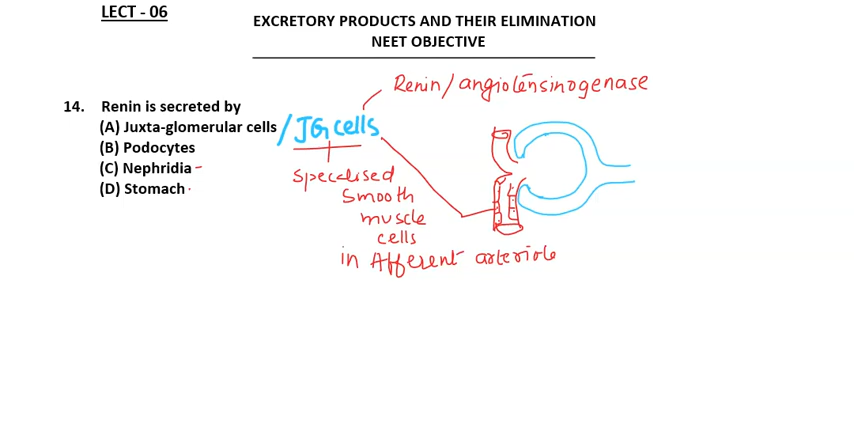 LECT - 06
EXCRETORY PRODUCTS AND THEIR ELIMINATION
NEET OBJECTIVE
Renin/angiotensinogenase
14. Renin is secreted by
(A) Juxta-glomerular cells / JG cells
(B) Podocytes
(C) Nephridia
(D) Stomach
Specelised
smooth
muscle
cells
in Afferent arteriole